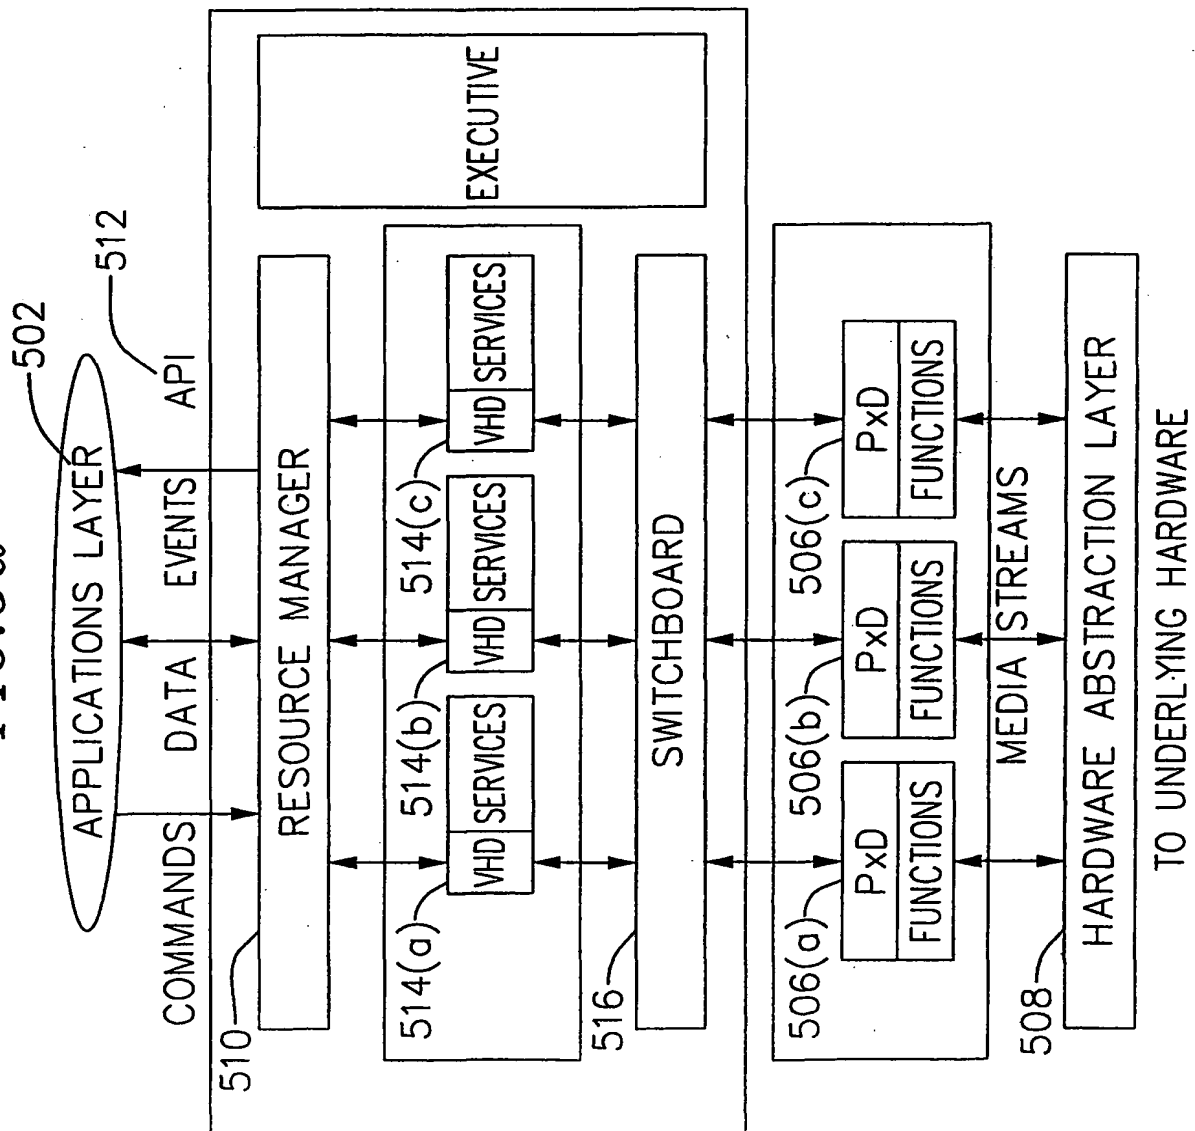 502
APPLICATIONS LAYER
512
COMMANDS
DATA
EVENTS
API
510
RESOURCE MANAGER
EXECUTIVE
514(a)
514(b)
514(c)
VHD SERVICES
VHD SERVICES
VHD SERVICES
516
SWITCHBOARD
506(a)
506(b)
506(c)
PxD
FUNCTIONS
PxD
FUNCTIONS
PxD
FUNCTIONS
MEDIA STREAMS
508
HARDWARE ABSTRACTION LAYER
TO UNDERLYING HARDWARE